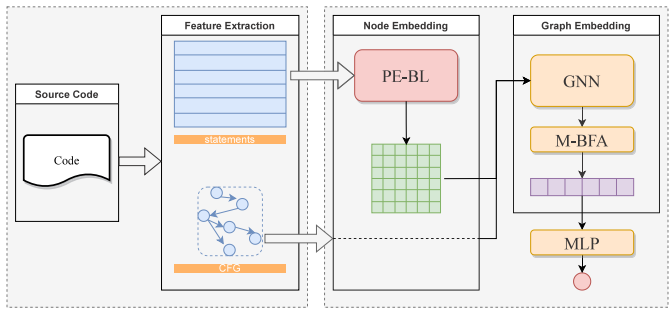 Feature Extraction
Node Embedding
Graph Embedding
Source Code
Code
statements
CFG
PE-BL
GNN
M-BFA
MLP